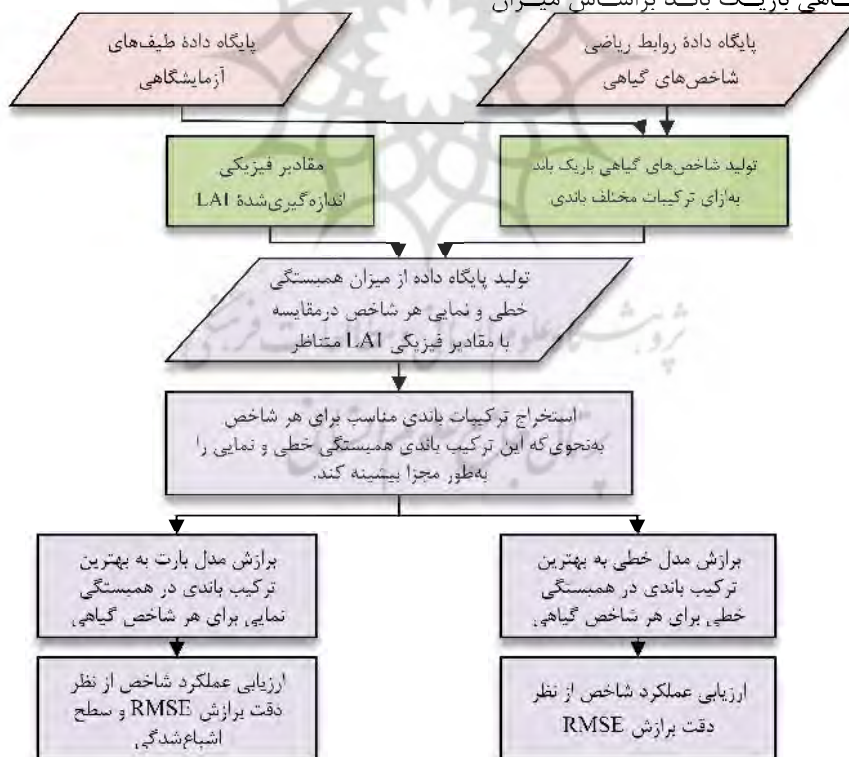 ـاهی باریـک بانـد براسـاس میـزان
پایگاه دادهٔ روابط ریاضی
شاخص‌های گیاهی
پایگاه دادهٔ طیف‌های
آزمایشگاهی
تولید شاخص‌های گیاهی باریک باند
به‌ازای ترکیبات مختلف باندی
مقادیر فیزیکی
اندازه‌گیری‌شدهٔ LAI
تولید پایگاه داده از میزان همبستگی
خطی و نمایی هر شاخص درمقایسه
با مقادیر فیزیکی LAI متناظر
استخراج ترکیبات باندی مناسب برای هر شاخص
به‌نحوی‌که این ترکیب باندی همبستگی خطی و نمایی را
به‌طور مجزا بیشینه کند.
برازش مدل خطی به بهترین
ترکیب باندی در همبستگی
خطی برای هر شاخص گیاهی
برازش مدل بارت به بهترین
ترکیب باندی در همبستگی
نمایی برای هر شاخص گیاهی
ارزیابی عملکرد شاخص از نظر
دقت برازش RMSE
ارزیابی عملکرد شاخص از نظر
دقت برازش RMSE و سطح
اشباع‌شدگی